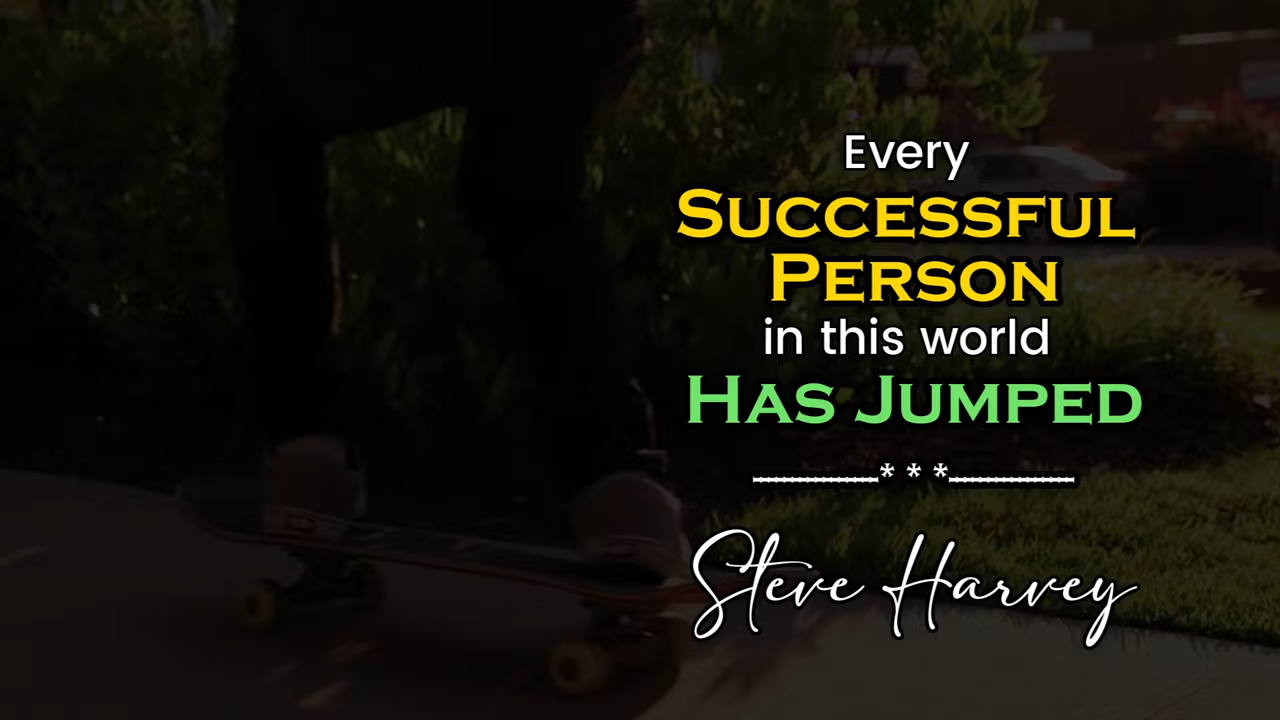 Every
Successful
Person
in this world
Has Jumped
* * *
Steve Harvey